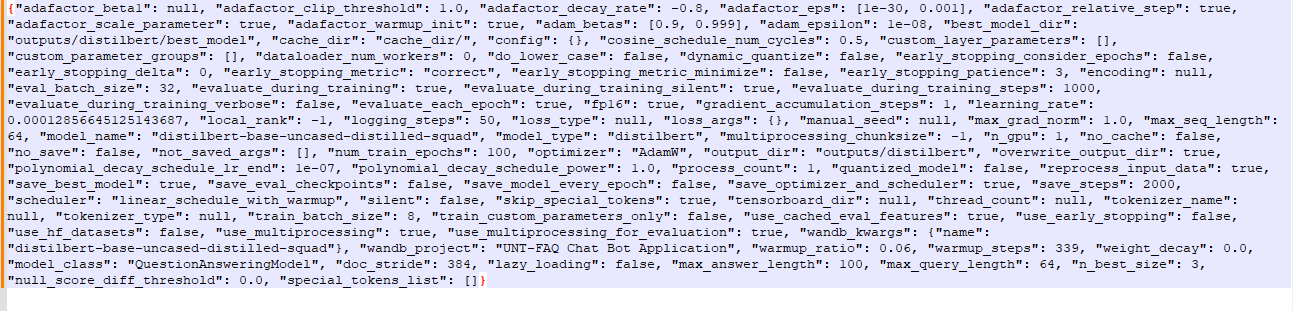 {"adafactor_beta1": null, "adafactor_clip_threshold": 1.0, "adafactor_decay_rate": -0.8, "adafactor_eps": [1e-30, 0.001], "adafactor_relative_step": true,
"adafactor_scale_parameter": true, "adafactor_warmup_init": true, "adam_betas": [0.9, 0.999], "adam_epsilon": 1e-08, "best_model_dir":
"outputs/distilbert/best_model", "cache_dir": "cache_dir/", "config": {}, "cosine_schedule_num_cycles": 0.5, "custom_layer_parameters": [],
"custom_parameter_groups": [], "dataloader_num_workers": 0, "do_lower_case": false, "dynamic_quantize": false, "early_stopping_consider_epochs": false,
"early_stopping_delta": 0, "early_stopping_metric": "correct", "early_stopping_metric_minimize": false, "early_stopping_patience": 3, "encoding": null,
"eval_batch_size": 32, "evaluate_during_training": true, "evaluate_during_training_silent": true, "evaluate_during_training_steps": 1000,
"evaluate_during_training_verbose": false, "evaluate_each_epoch": true, "fp16": true, "gradient_accumulation_steps": 1, "learning_rate":
0.00012856645125143687, "local_rank": -1, "logging_steps": 50, "loss_type": null, "loss_args": {}, "manual_seed": null, "max_grad_norm": 1.0, "max_seq_length":
64, "model_name": "distilbert-base-uncased-distilled-squad", "model_type": "distilbert", "multiprocessing_chunksize": -1, "n_gpu": 1, "no_cache": false,
"no_save": false, "not_saved_args": [], "num_train_epochs": 100, "optimizer": "AdamW", "output_dir": "outputs/distilbert", "overwrite_output_dir": true,
"polynomial_decay_schedule_lr_end": 1e-07, "polynomial_decay_schedule_power": 1.0, "process_count": 1, "quantized_model": false, "reprocess_input_data": true,
"save_best_model": true, "save_eval_checkpoints": false, "save_model_every_epoch": false, "save_optimizer_and_scheduler": true, "save_steps": 2000,
"scheduler": "linear_schedule_with_warmup", "silent": false, "skip_special_tokens": true, "tensorboard_dir": null, "thread_count": null, "tokenizer_name":
null, "tokenizer_type": null, "train_batch_size": 8, "train_custom_parameters_only": false, "use_cached_eval_features": true, "use_early_stopping": false,
"use_hf_datasets": false, "use_multiprocessing": true, "use_multiprocessing_for_evaluation": true, "wandb_kwargs": {"name":
"distilbert-base-uncased-distilled-squad"}, "wandb_project": "UNT-FAQ Chat Bot Application", "warmup_ratio": 0.06, "warmup_steps": 339, "weight_decay": 0.0,
"model_class": "QuestionAnsweringModel", "doc_stride": 384, "lazy_loading": false, "max_answer_length": 100, "max_query_length": 64, "n_best_size": 3,
"null_score_diff_threshold": 0.0, "special_tokens_list": []}